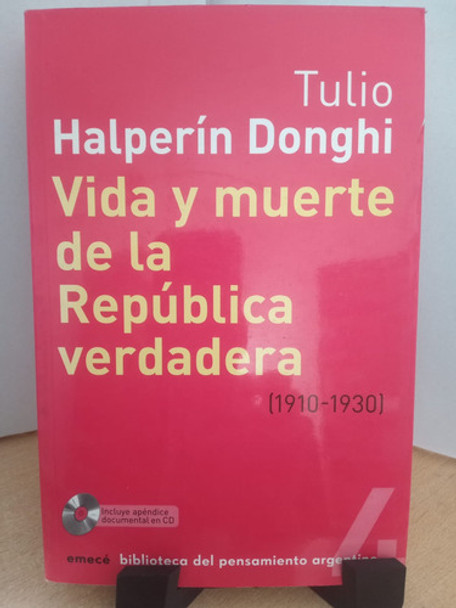 Tulio
Halperín Donghi
Vida y muerte
de la
República
verdadera
(1910-1930)
Incluye apéndice
documental en CD
4
emecé biblioteca del pensamiento argentino